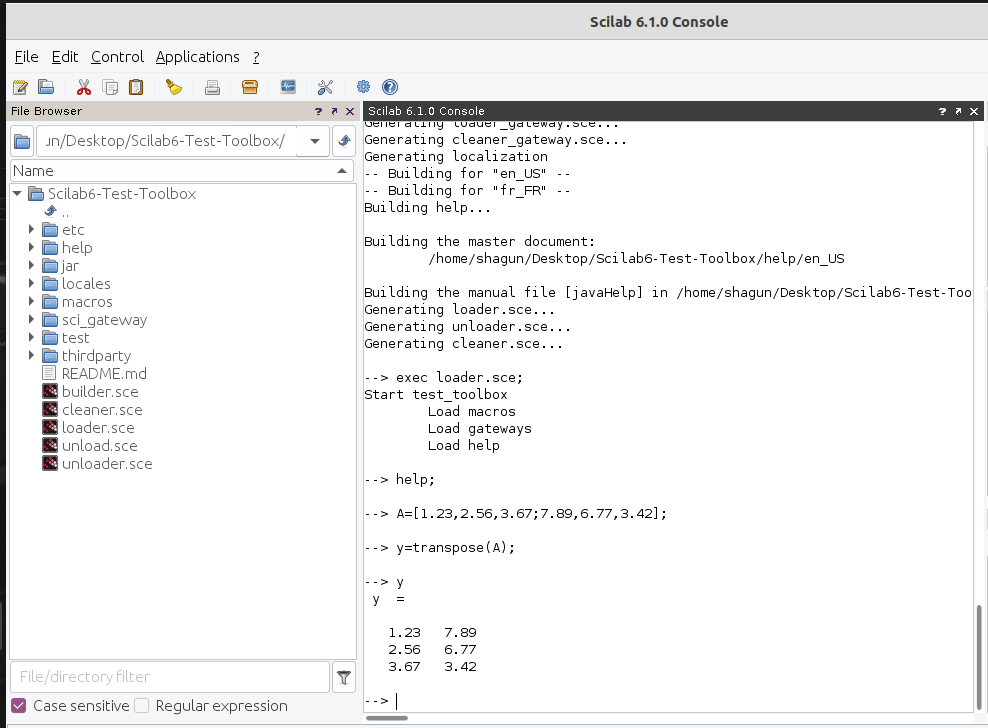 Scilab 6.1.0 Console
File Edit Control Applications ?
File Browser
un/Desktop/Scilab6-Test-Toolbox/
Name
Scilab6-Test-Toolbox
..
etc
help
jar
locales
macros
sci_gateway
test
thirdparty
README.md
builder.sce
cleaner.sce
loader.sce
unload.sce
unloader.sce
File/directory filter
Case sensitive Regular expression
Scilab 6.1.0 Console
Generating loader_gateway.sce...
Generating cleaner_gateway.sce...
Generating localization
-- Building for "en_US" --
-- Building for "fr_FR" --
Building help...
Building the master document:
/home/shagun/Desktop/Scilab6-Test-Toolbox/help/en_US
Building the manual file [javaHelp] in /home/shagun/Desktop/Scilab6-Test-Too
Generating loader.sce...
Generating unloader.sce...
Generating cleaner.sce...
--> exec loader.sce;
Start test_toolbox
Load macros
Load gateways
Load help
--> help;
--> A=[1.23,2.56,3.67;7.89,6.77,3.42];
--> y=transpose(A);
--> y
y =
1.23 7.89
2.56 6.77
3.67 3.42
-->